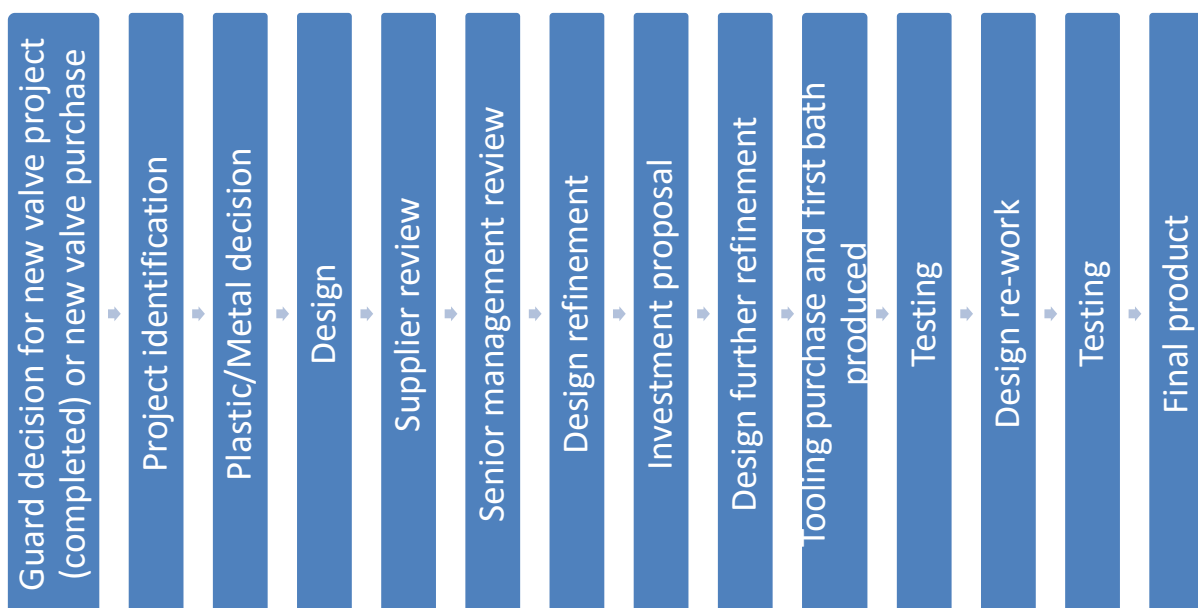 Guard decision for new valve project
(completed) or new valve purchase
Project identification
Plastic/Metal decision
Design
Supplier review
Senior management review
Design refinement
Investment proposal
Design further refinement
Tooling purchase and first bath
produced
Testing
Design re-work
Testing
Final product